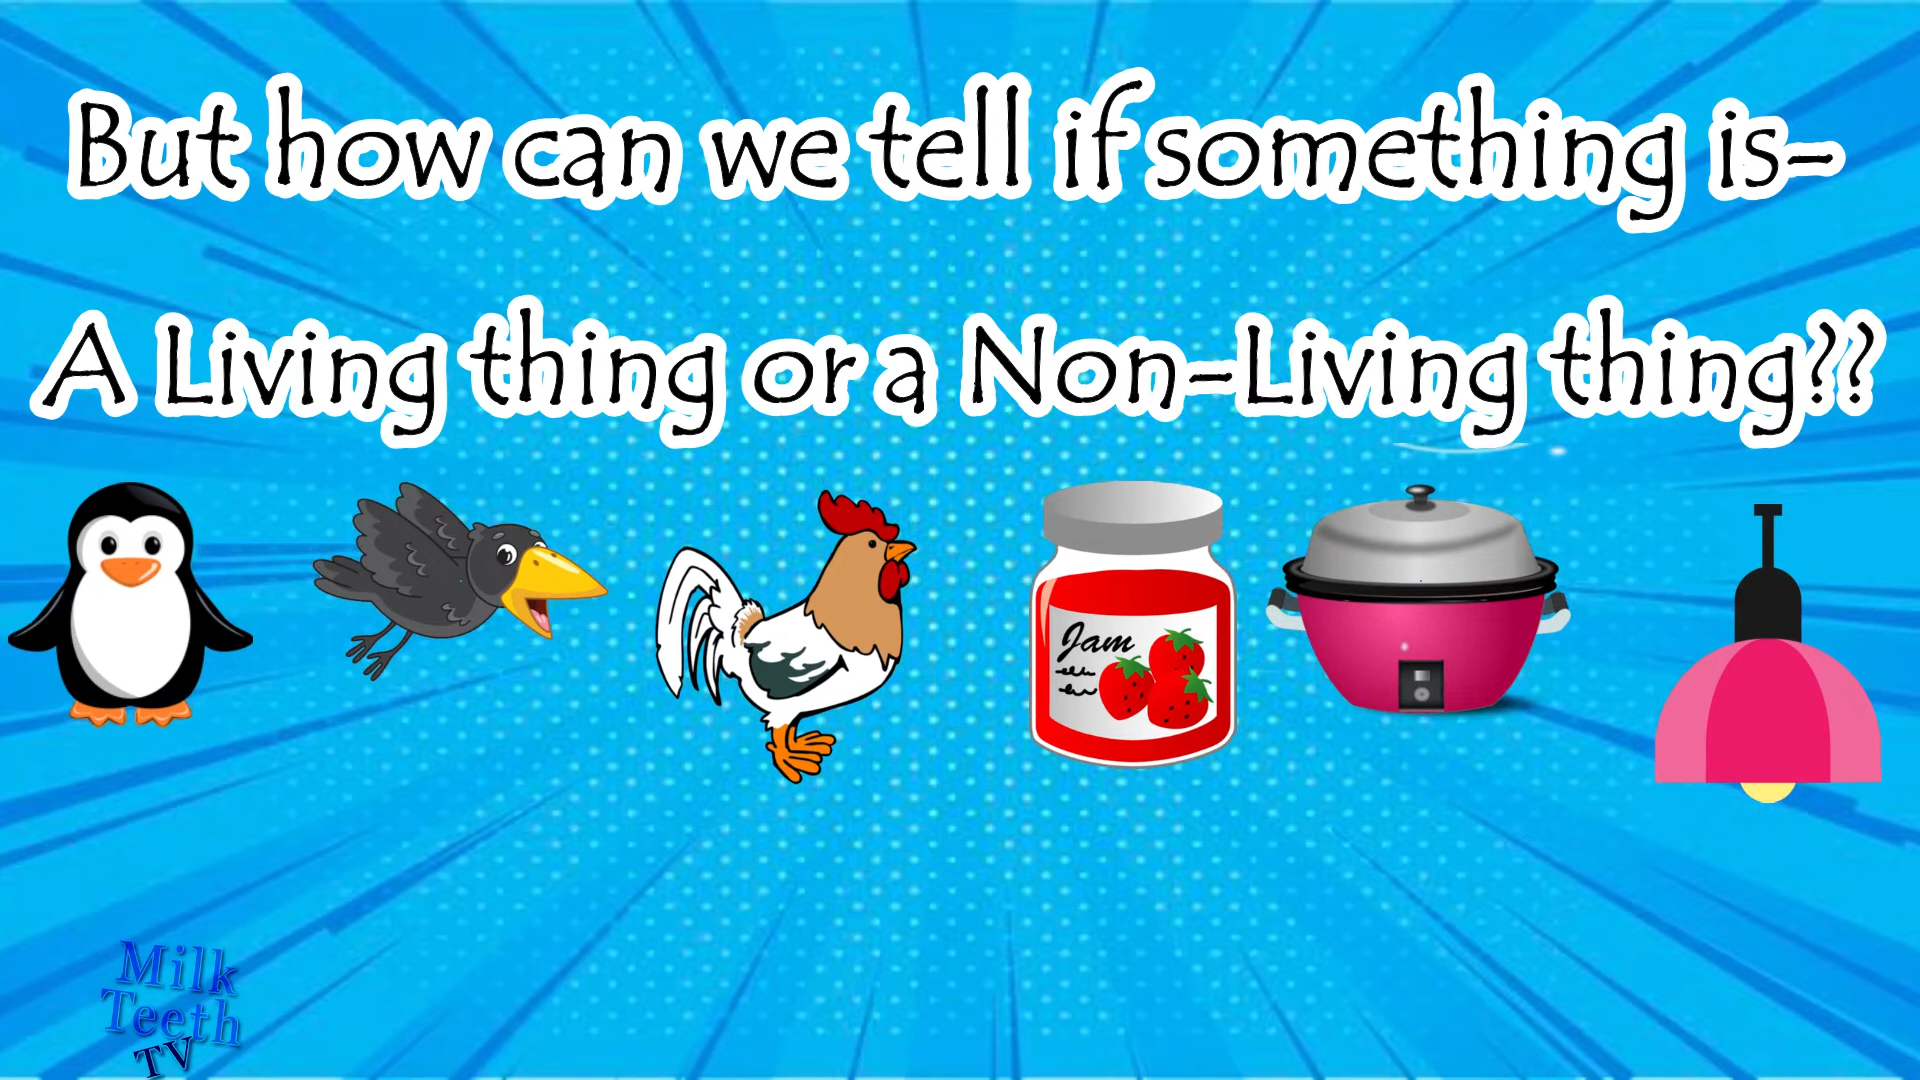 But how can we tell if something is-
A Living thing or a Non-Living thing??
Jam
Milk
Teeth
TV